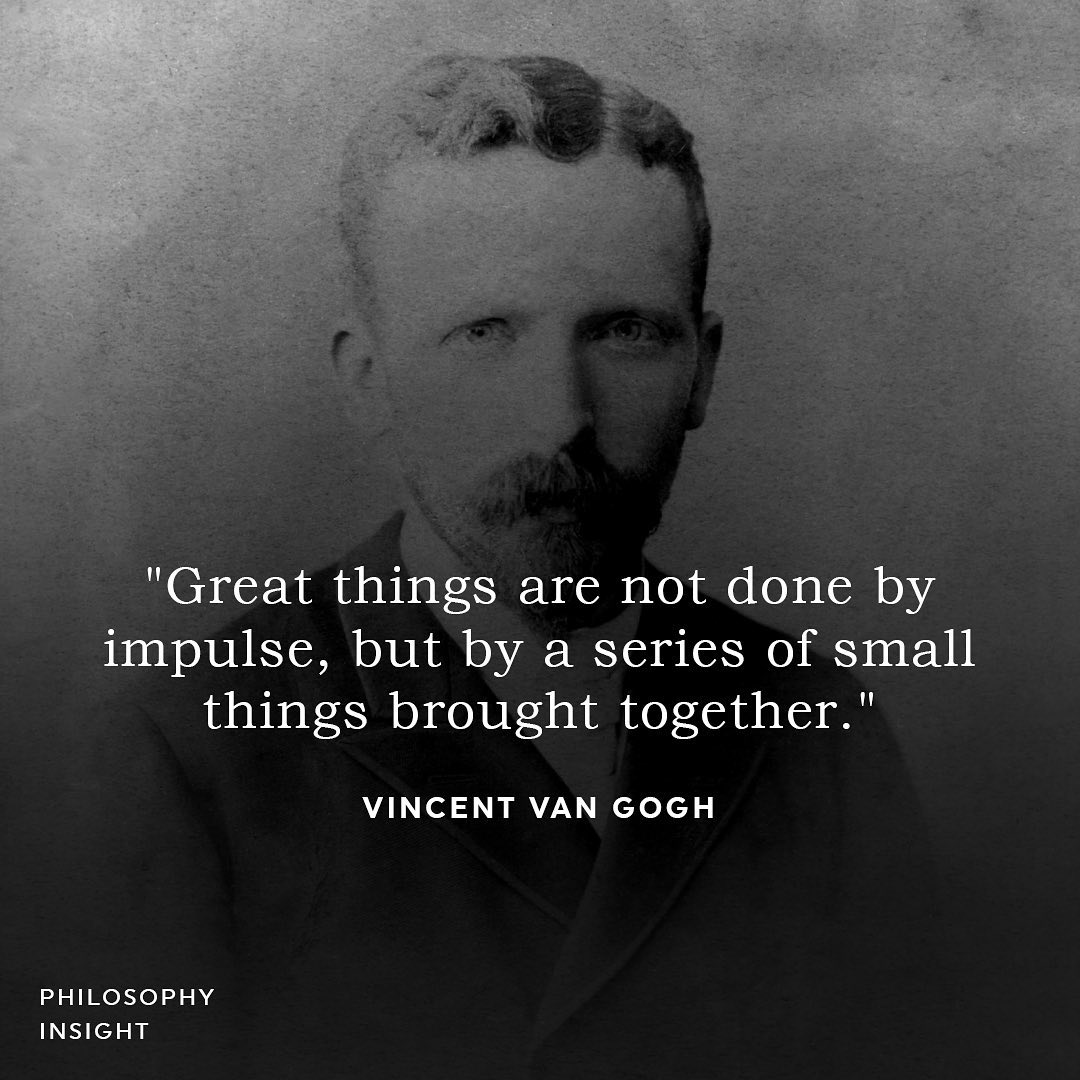 "Great things are not done by
impulse, but by a series of small
things brought together."
VINCENT VAN GOGH
PHILOSOPHY
INSIGHT